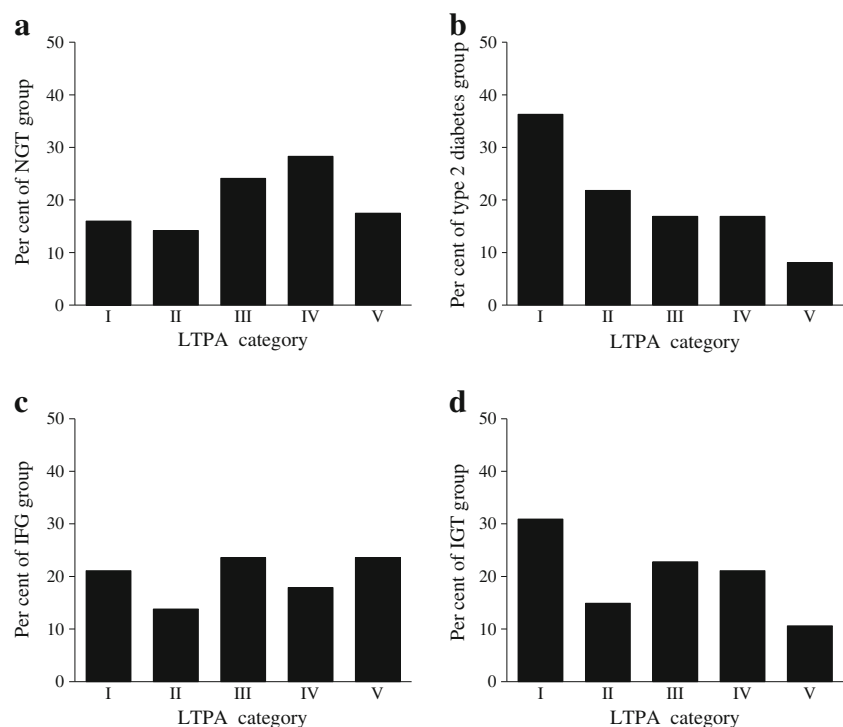 a
Per cent of NGT group
50
40
30
20
10
0
I II III IV V
LTPA category
b
Per cent of type 2 diabetes group
50
40
30
20
10
0
I II III IV V
LTPA category
c
Per cent of IFG group
50
40
30
20
10
0
I II III IV V
LTPA category
d
Per cent of IGT group
50
40
30
20
10
0
I II III IV V
LTPA category